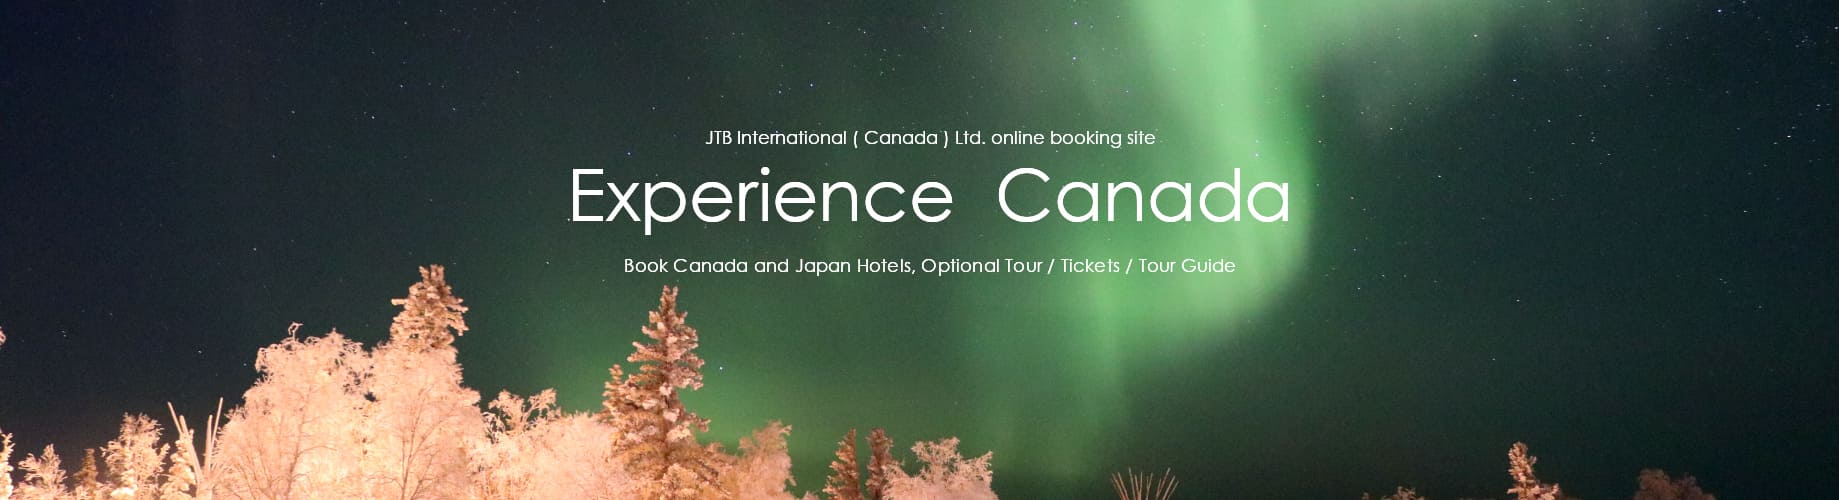 JTB International ( Canada ) Ltd. online booking site
Experience Canada
Book Canada and Japan Hotels, Optional Tour / Tickets / Tour Guide